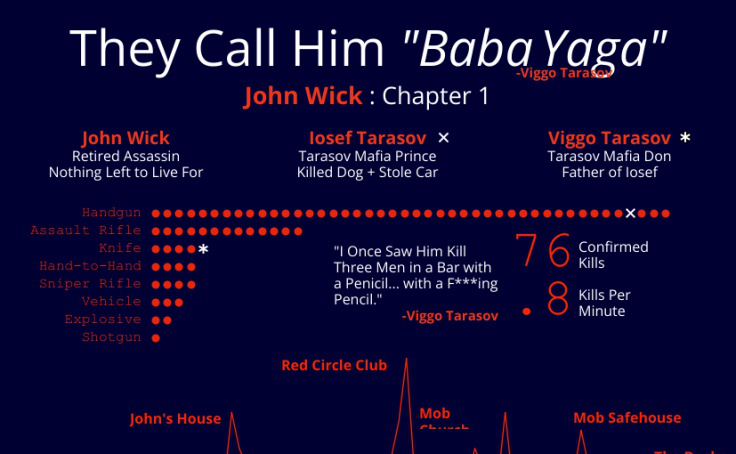 They Call Him "Baba Yaga"
-Viggo Tarasov
John Wick : Chapter 1
John Wick
Retired Assassin
Nothing Left to Live For
Iosef Tarasov ×
Tarasov Mafia Prince
Killed Dog + Stole Car
Viggo Tarasov *
Tarasov Mafia Don
Father of Iosef
Handgun
Assault Rifle
Knife
Hand-to-Hand
Sniper Rifle
Vehicle
Explosive
Shotgun
"I Once Saw Him Kill
Three Men in a Bar with
a Penicil... with a F***ing
Pencil."
-Viggo Tarasov
76 Confirmed
Kills
.8 Kills Per
Minute
Red Circle Club
John's House
Mob
Church
Mob Safehouse